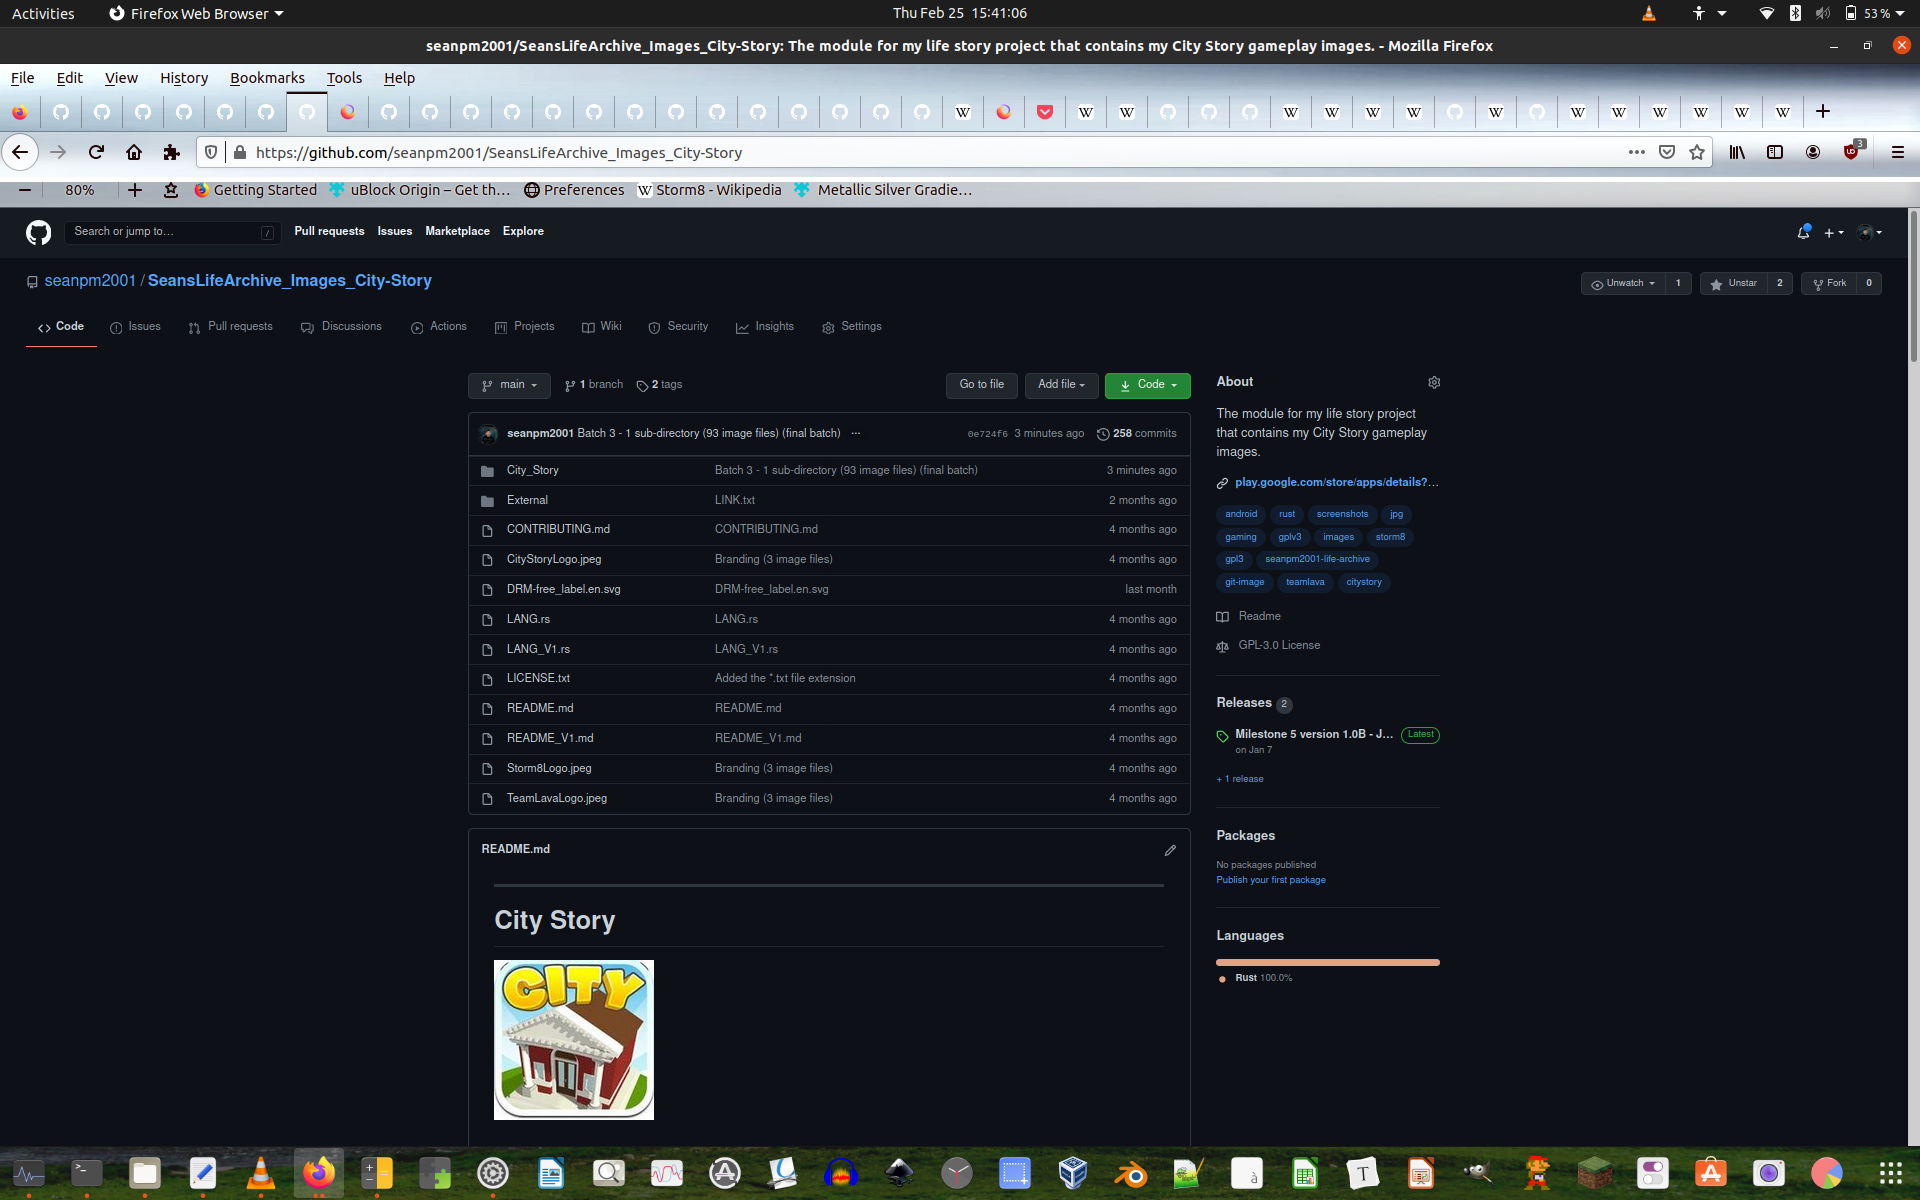 Activities Firefox Web Browser Thu Feb 25 15:41:06 53 %
seanpm2001/SeansLifeArchive_Images_City-Story: The module for my life story project that contains my City Story gameplay images. - Mozilla Firefox
File Edit View History Bookmarks Tools Help
https://github.com/seanpm2001/SeansLifeArchive_Images_City-Story 3
80% Getting Started uBlock Origin – Get th… Preferences Storm8 - Wikipedia Metallic Silver Gradie…
Search or jump to… / Pull requests Issues Marketplace Explore
seanpm2001 / SeansLifeArchive_Images_City-Story Unwatch 1 Unstar 2 Fork 0
Code Issues Pull requests Discussions Actions Projects Wiki Security Insights Settings
main 1 branch 2 tags Go to file Add file Code
seanpm2001 Batch 3 - 1 sub-directory (93 image files) (final batch) ... 0e724f6 3 minutes ago 258 commits
City_Story Batch 3 - 1 sub-directory (93 image files) (final batch) 3 minutes ago
External LINK.txt 2 months ago
CONTRIBUTING.md CONTRIBUTING.md 4 months ago
CityStoryLogo.jpeg Branding (3 image files) 4 months ago
DRM-free_label.en.svg DRM-free_label.en.svg last month
LANG.rs LANG.rs 4 months ago
LANG_V1.rs LANG_V1.rs 4 months ago
LICENSE.txt Added the *.txt file extension 4 months ago
README.md README.md 4 months ago
README_V1.md README_V1.md 4 months ago
Storm8Logo.jpeg Branding (3 image files) 4 months ago
TeamLavaLogo.jpeg Branding (3 image files) 4 months ago
README.md
City Story
CITY
About
The module for my life story project
that contains my City Story gameplay
images.
play.google.com/store/apps/details?…
android rust screenshots jpg
gaming gplv3 images storm8
gpl3 seanpm2001-life-archive
git-image teamlava citystory
Readme
GPL-3.0 License
Releases 2
Milestone 5 version 1.0B - J… Latest
on Jan 7
+ 1 release
Packages
No packages published
Publish your first package
Languages
Rust 100.0%